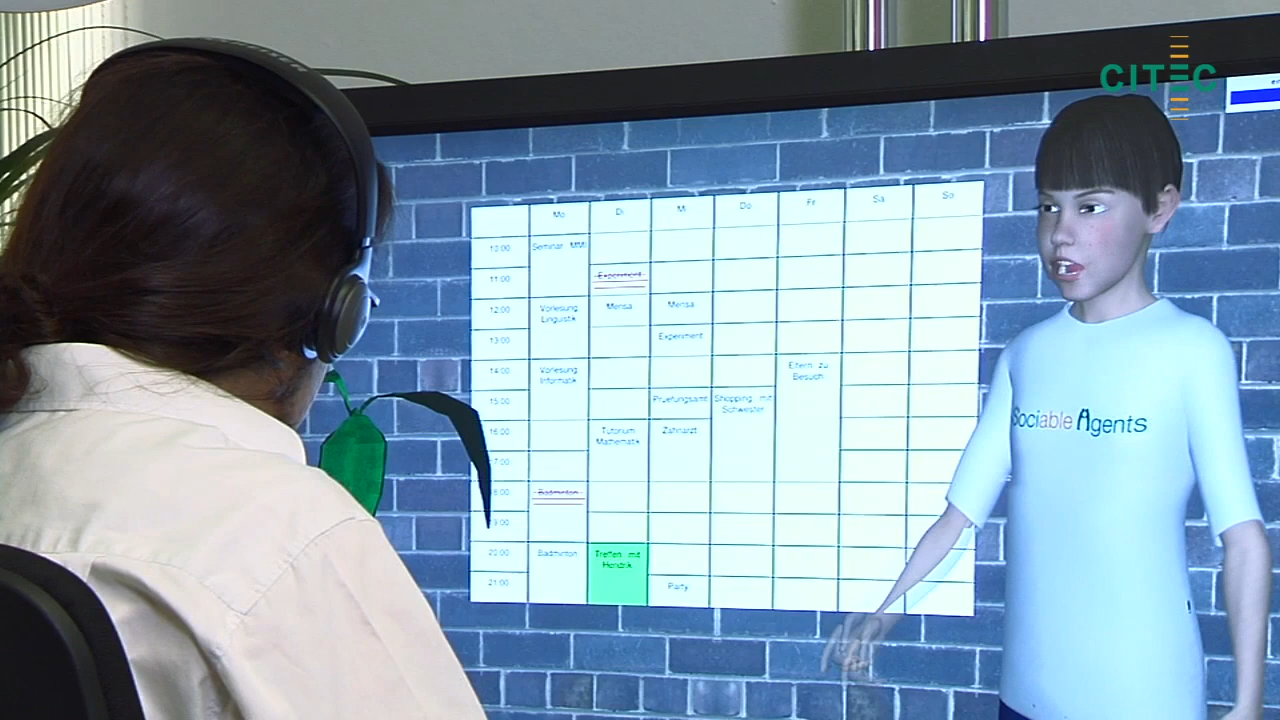 CITEC
Mo Di Mi Do Fr Sa So
10:00 Seminar MMI
11:00 Experiment
12:00 Vorlesung Mensa Mensa
Linguistik
13:00 Experiment
14:00 Vorlesung Eltern zu
Informatik Besuch
15:00 Pruefungsamt Shopping mit
Schwester
16:00 Tutorium Zahnarzt
Mathematik
17:00
18:00 Badminton
19:00
20:00 Badminton Treffen mit
Hendrik
21:00 Party
Sociable Agents